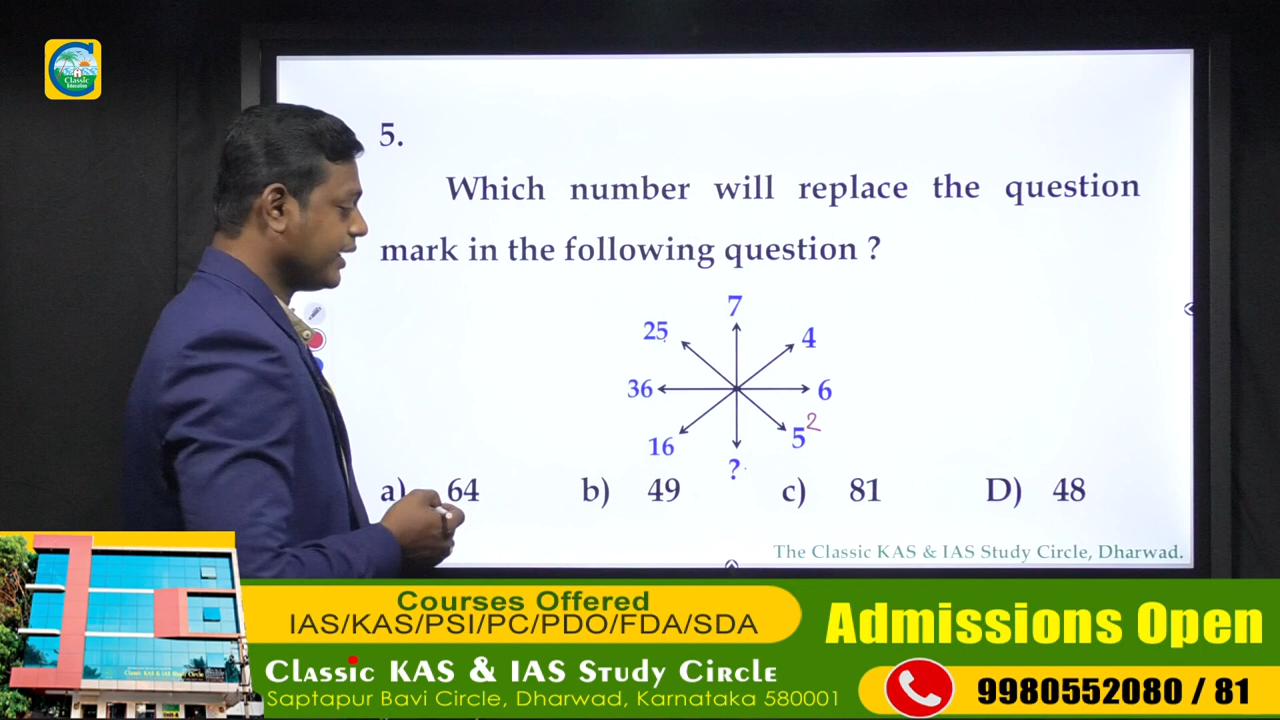 Classic
Education
5.
Which number will replace the question
mark in the following question ?
7
25
4
36
6
5 2
16
?
a) 64 b) 49 c) 81 D) 48
The Classic KAS & IAS Study Circle, Dharwad.
Courses Offered
IAS/KAS/PSI/PC/PDO/FDA/SDA
Admissions Open
Classic KAS & IAS Study Circle
Saptapur Bavi Circle, Dharwad, Karnataka 580001
9980552080 / 81